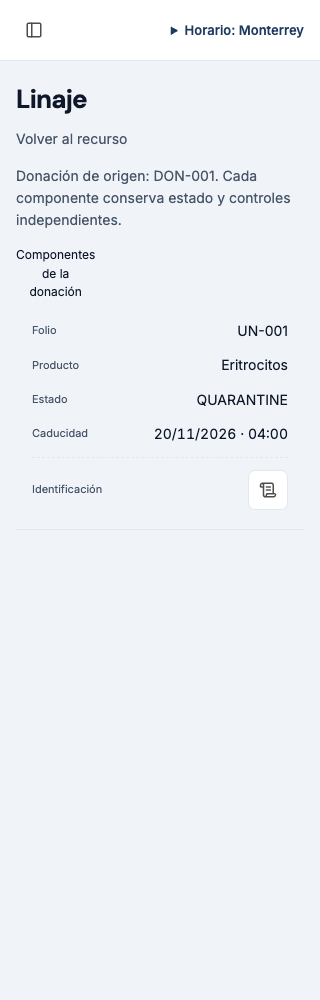 ▶ Horario: Monterrey
Linaje
Volver al recurso
Donación de origen: DON-001. Cada
componente conserva estado y controles
independientes.
Componentes
de la
donación
Folio UN-001
Producto Eritrocitos
Estado QUARANTINE
Caducidad 20/11/2026 · 04:00
Identificación